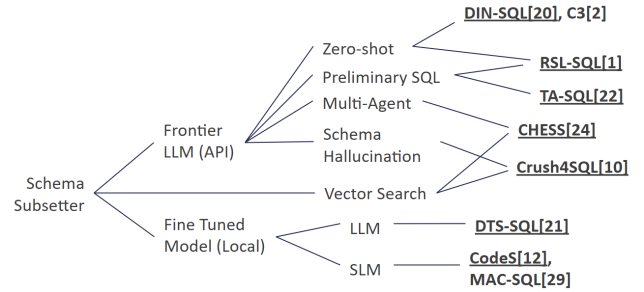 DIN-SQL[20], C3[2]
Zero-shot
RSL-SQL[1]
Preliminary SQL
TA-SQL[22]
Multi-Agent
CHESS[24]
Frontier
LLM (API)
Schema
Hallucination
Crush4SQL[10]
Schema
Subsetter
Vector Search
Fine Tuned
Model (Local)
LLM
DTS-SQL[21]
SLM
CodeS[12],
MAC-SQL[29]